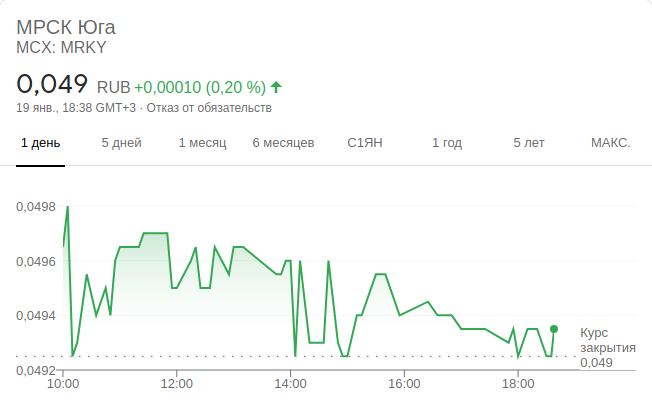 МРСК Юга
MCX: MRKY
0,049 RUB +0,00010 (0,20 %)
19 янв., 18:38 GMT+3 · Отказ от обязательств
1 день 5 дней 1 месяц 6 месяцев С1ЯН 1 год 5 лет МАКС.
0,0498
0,0496
0,0494
Курс
закрытия
0,049
0,0492
10:00 12:00 14:00 16:00 18:00